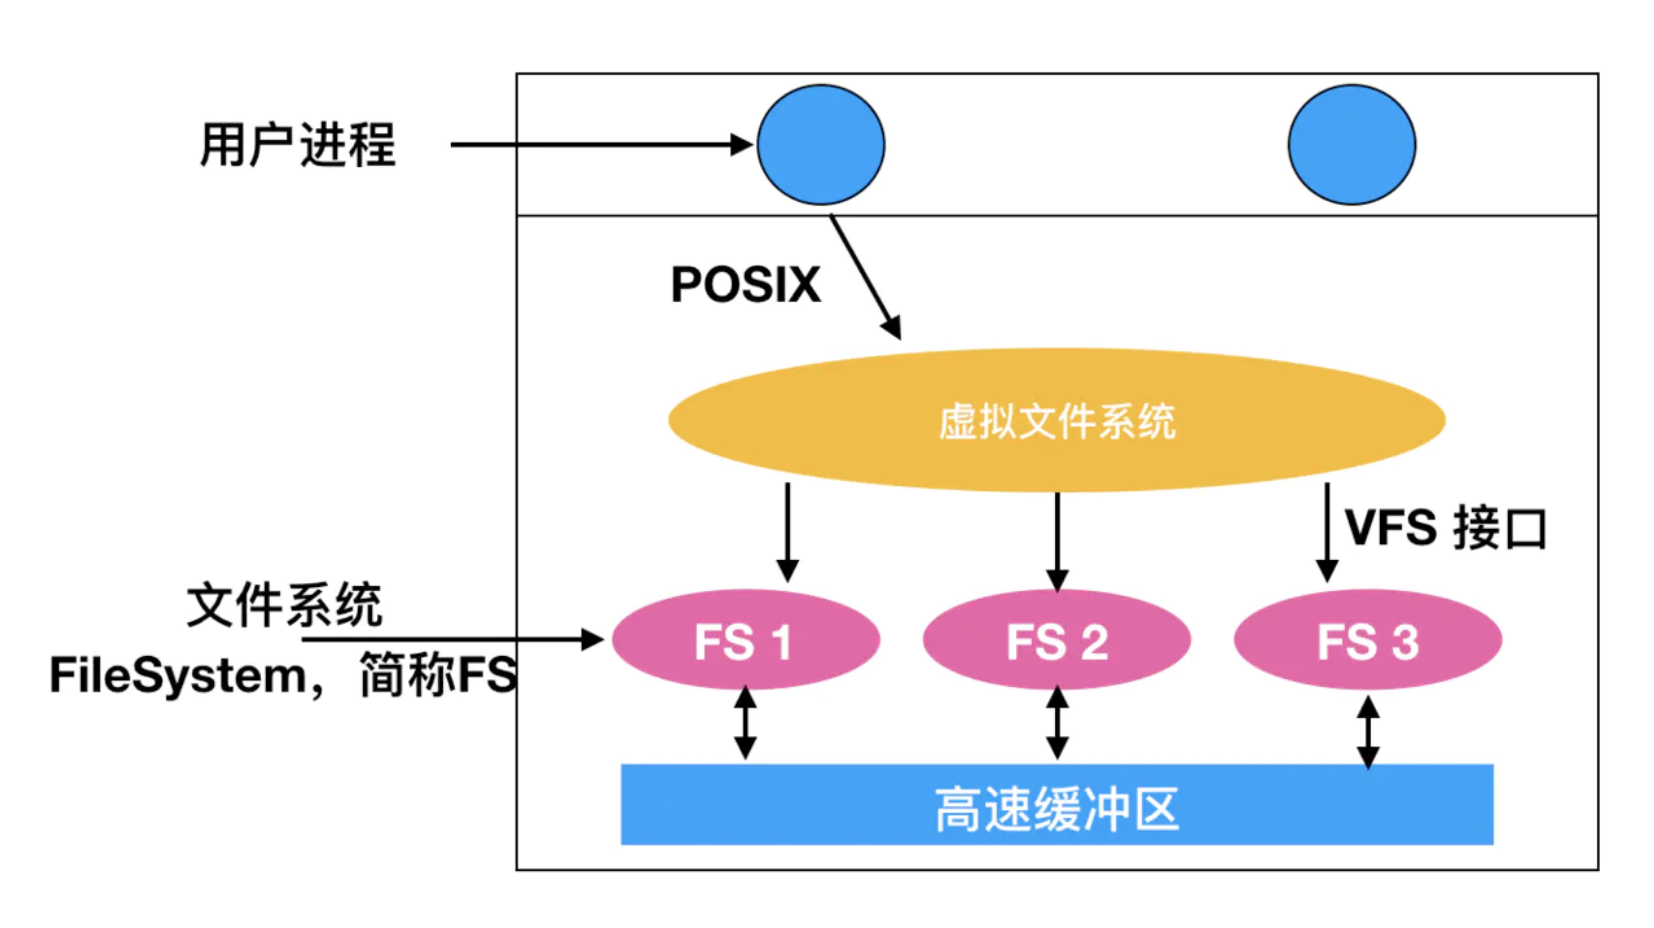 用户进程
POSIX
虚拟文件系统
VFS 接口
文件系统
FileSystem，简称FS
FS 1
FS 2
FS 3
高速缓冲区